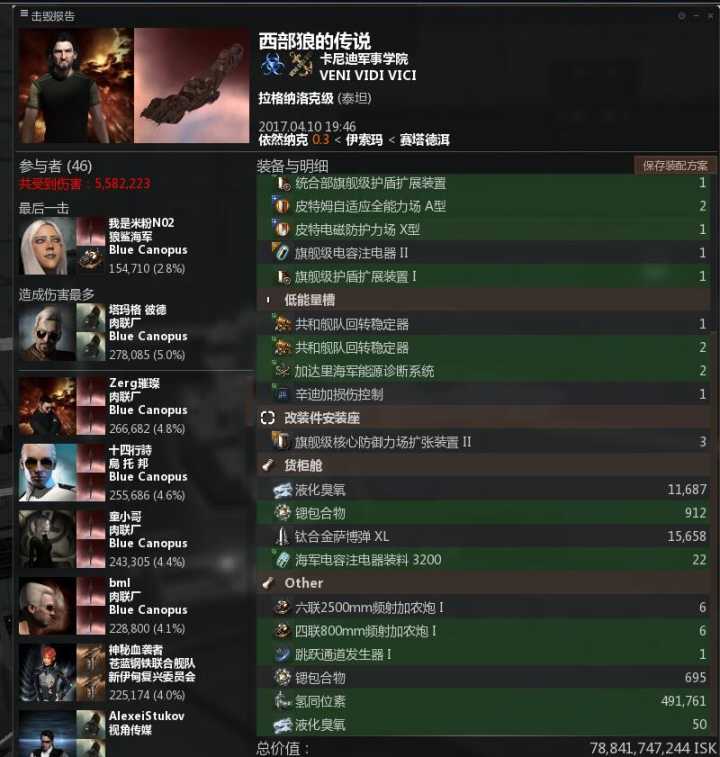 击毁报告
西部狼的传说
卡尼迪军事学院
VENI VIDI VICI
拉格纳洛克级 (泰坦)
2017.04.10 19:46
依然纳克 0.3 < 伊索玛 < 赛塔德洱
参与者 (46)
共受到伤害：5,582,223
最后一击
我是米粉N02
狼鲨海军
Blue Canopus
154,710 (2.8%)
造成伤害最多
塔玛格 彼德
肉联厂
Blue Canopus
278,085 (5.0%)
Zerg璀璨
肉联厂
Blue Canopus
266,682 (4.8%)
十四行詩
烏 托 邦
Blue Canopus
255,686 (4.6%)
童小哥
肉联厂
Blue Canopus
243,305 (4.4%)
bml
肉联厂
Blue Canopus
228,800 (4.1%)
神秘血袭者
苍蓝钢铁联合舰队
新伊甸复兴委员会
225,174 (4.0%)
AlexeiStukov
视角传媒
装备与明细
保存装配方案
统合部旗舰级护盾扩展装置 1
皮特姆自适应全能力场 A型 2
皮特电磁防护力场 X型 1
旗舰级电容注电器 II 1
旗舰级护盾扩展装置 I 1
低能量槽
共和舰队回转稳定器 1
共和舰队回转稳定器 2
加达里海军能源诊断系统 2
辛迪加损伤控制 1
改装件安装座
旗舰级核心防御力场扩张装置 II 3
货柜舱
液化臭氧 11,687
锶包合物 912
钛合金萨博弹 XL 15,658
海军电容注电器装料 3200 22
Other
六联2500mm频射加农炮 I 6
四联800mm频射加农炮 I 6
跳跃通道发生器 I 1
锶包合物 695
氢同位素 491,761
液化臭氧 50
总价值： 78,841,747,244 ISK